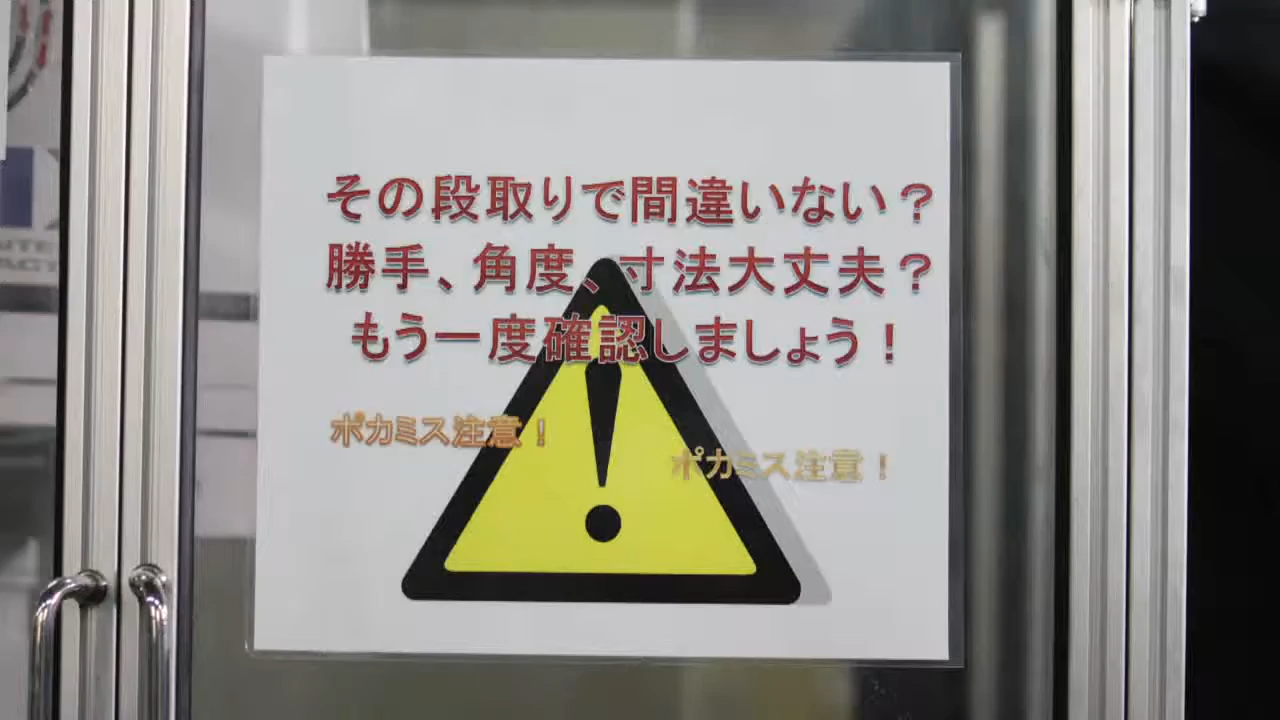 その段取りで間違いない？
勝手、角度、寸法大丈夫？
もう一度確認しましょう！
ポカミス注意！
ポカミス注意！